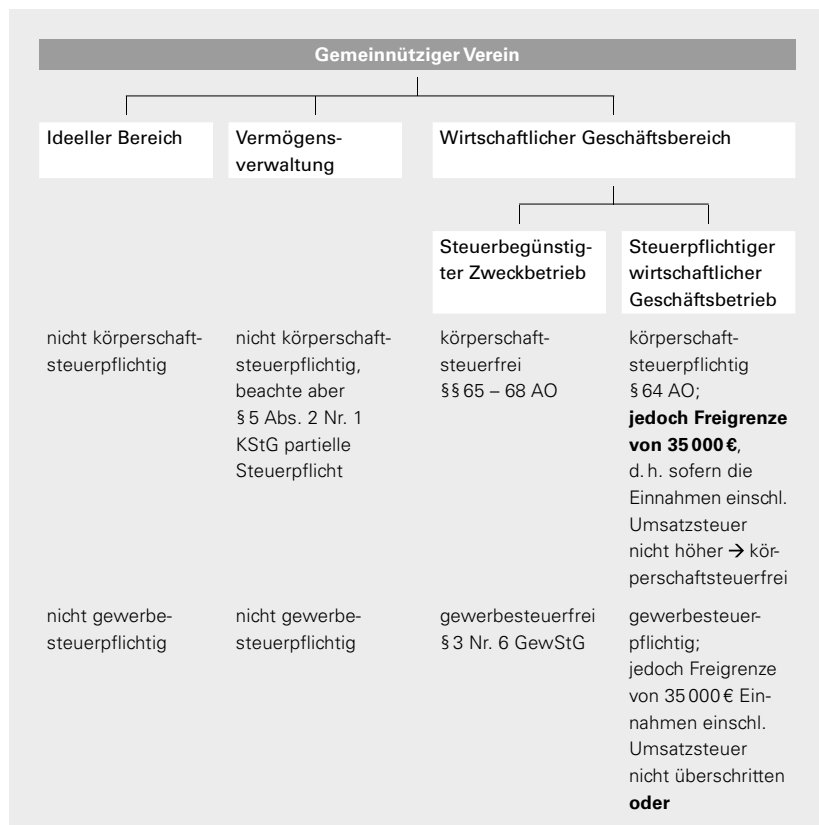 Gemeinnütziger Verein
Ideeller Bereich
Vermögens-
verwaltung
Wirtschaftlicher Geschäftsbereich
Steuerbegünstig-
ter Zweckbetrieb
Steuerpflichtiger
wirtschaftlicher
Geschäftsbetrieb
nicht körperschaft-
steuerpflichtig
nicht körperschaft-
steuerpflichtig,
beachte aber
§ 5 Abs. 2 Nr. 1
KStG partielle
Steuerpflicht
körperschaft-
steuerfrei
§§ 65 – 68 AO
körperschaft-
steuerpflichtig
§ 64 AO;
jedoch Freigrenze
von 35 000 €,
d. h. sofern die
Einnahmen einschl.
Umsatzsteuer
nicht höher → kör-
perschaftsteuerfrei
nicht gewerbe-
steuerpflichtig
nicht gewerbe-
steuerpflichtig
gewerbesteuerfrei
§ 3 Nr. 6 GewStG
gewerbesteuer-
pflichtig;
jedoch Freigrenze
von 35 000 € Ein-
nahmen einschl.
Umsatzsteuer
nicht überschritten
oder